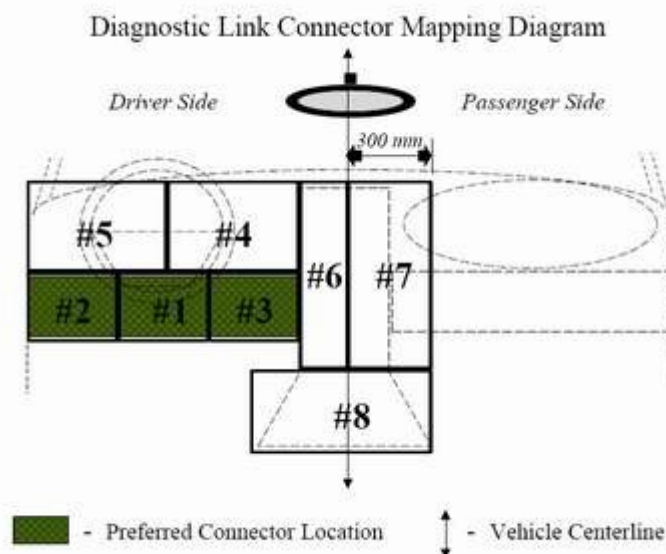 Diagnostic Link Connector Mapping Diagram
Driver Side
Passenger Side
300 mm
#5
#4
#6
#7
#2
#1
#3
#8
- Preferred Connector Location
- Vehicle Centerline